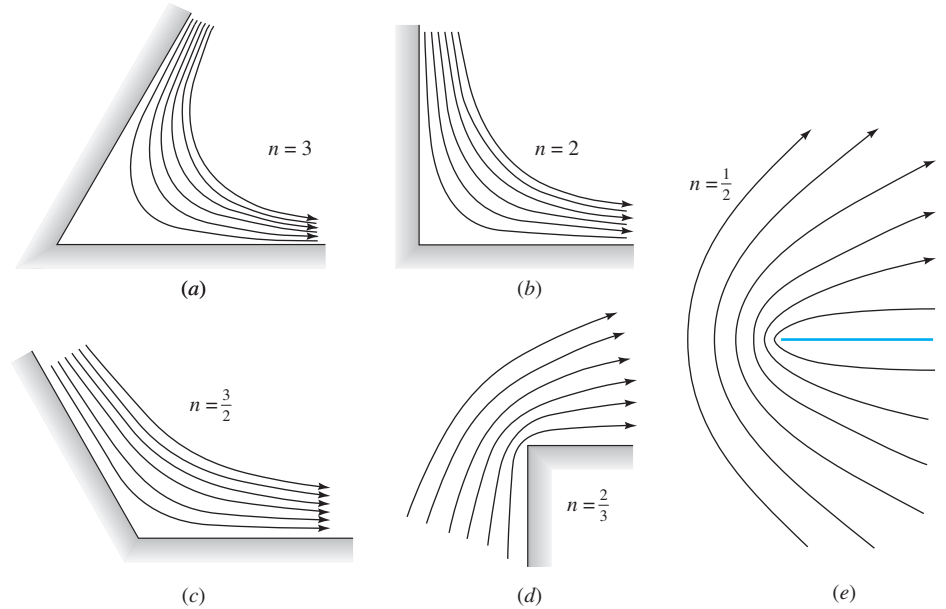 n = 3
(a)
n = 2
(b)
n = 3/2
(c)
n = 2/3
(d)
n = 1/2
(e)